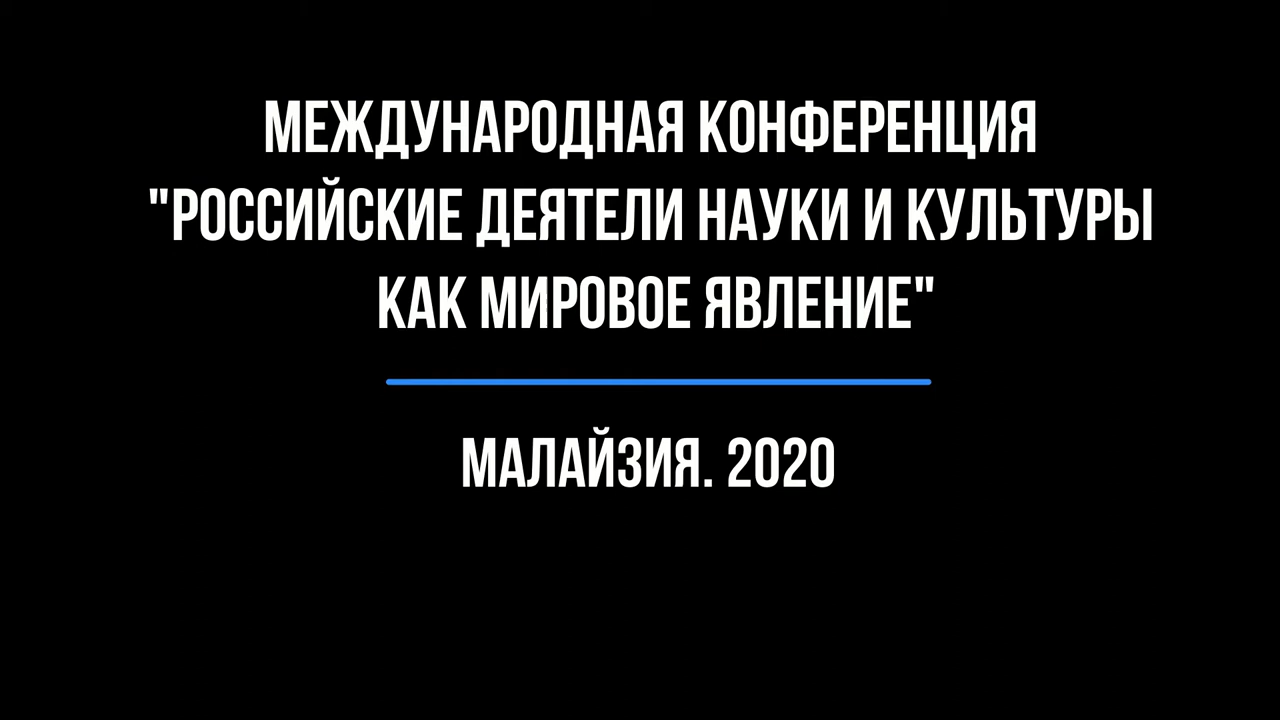 МЕЖДУНАРОДНАЯ КОНФЕРЕНЦИЯ
"РОССИЙСКИЕ ДЕЯТЕЛИ НАУКИ И КУЛЬТУРЫ
КАК МИРОВОЕ ЯВЛЕНИЕ"
МАЛАЙЗИЯ. 2020